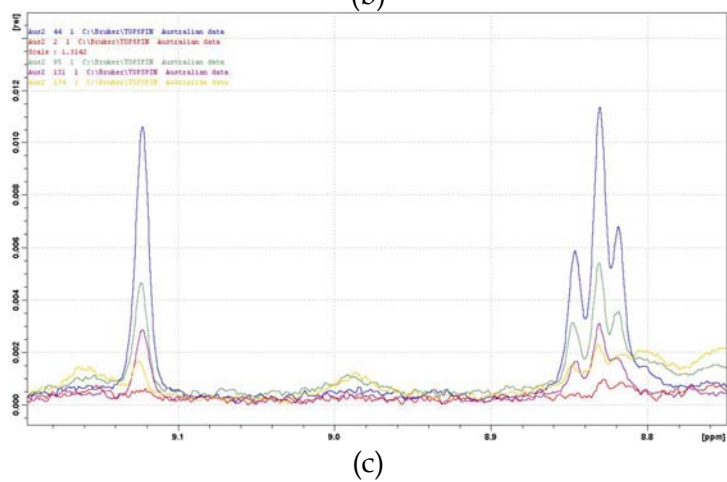 (b)
[rel]
Aus2 44 1 C:\Bruker\TOPSPIN Australian data
Aus2 2 1 C:\Bruker\TOPSPIN Australian data
Scale : 1.3142
Aus2 95 1 C:\Bruker\TOPSPIN Australian data
Aus2 131 1 C:\Bruker\TOPSPIN Australian data
Aus2 174 1 C:\Bruker\TOPSPIN Australian data
0.012
0.010
0.008
0.006
0.004
0.002
0.000
9.1 9.0 8.9 8.8 [ppm]
(c)